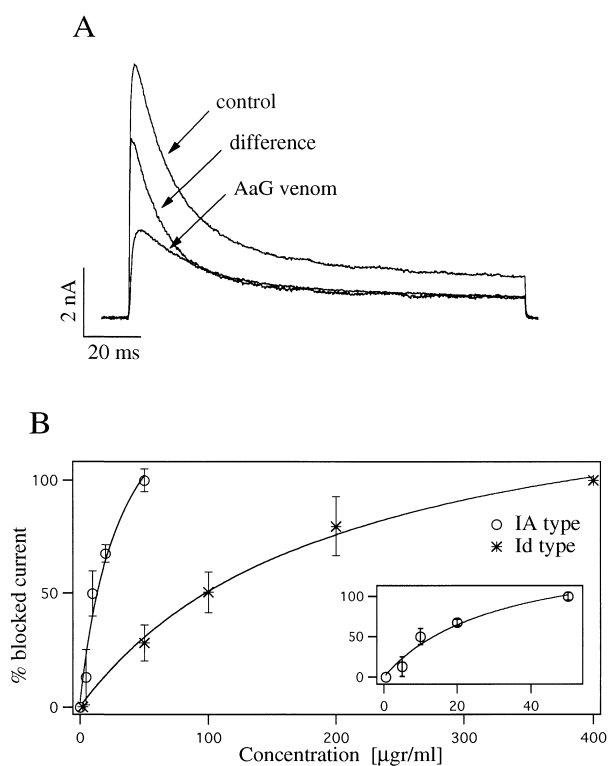 A
control
difference
AaG venom
2 nA
20 ms
B
% blocked current
100
50
0
IA type
Id type
100
50
0
0 20 40
0 100 200 300 400
Concentration [µgr/ml]